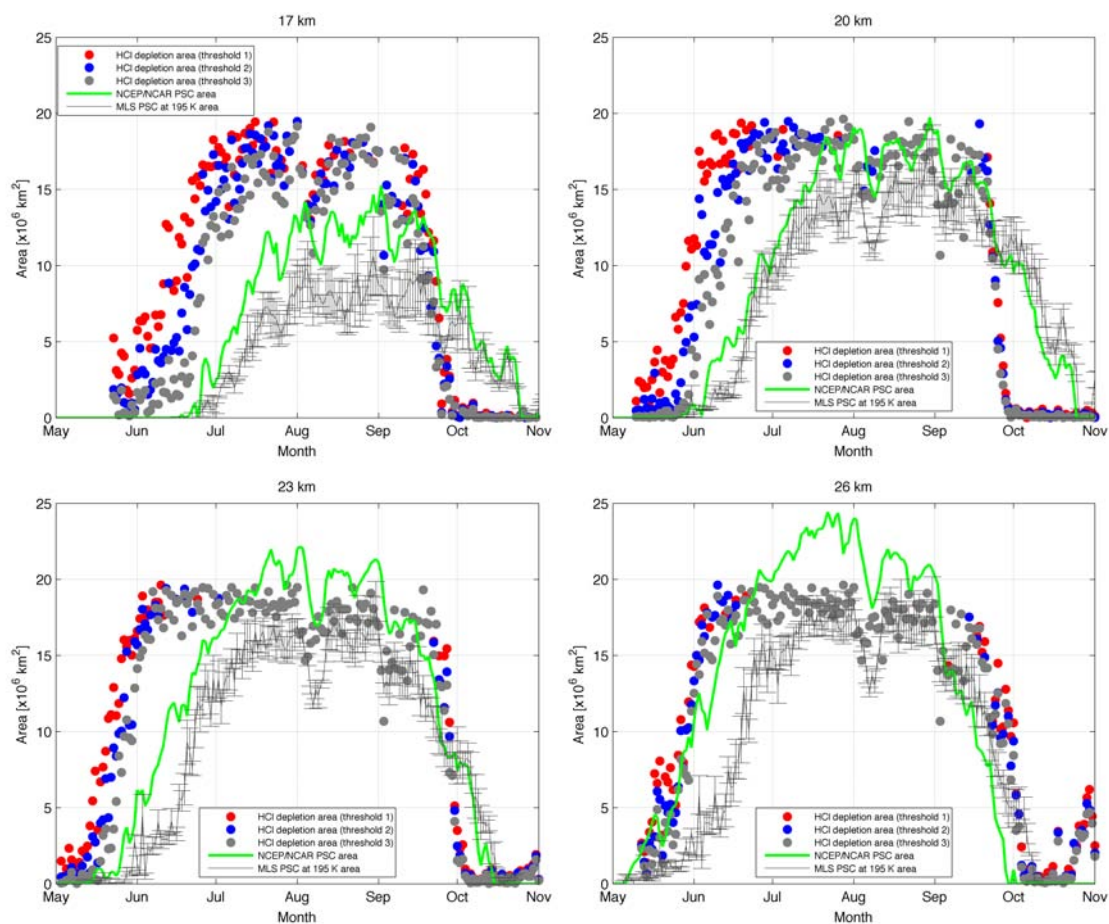 17 km
25
20
15
10
5
0
Area [x10⁶ km²]
HCl depletion area (threshold 1)
HCl depletion area (threshold 2)
HCl depletion area (threshold 3)
NCEP/NCAR PSC area
MLS PSC at 195 K area
May Jun Jul Aug Sep Oct Nov
Month
20 km
25
20
15
10
5
0
Area [x10⁶ km²]
HCl depletion area (threshold 1)
HCl depletion area (threshold 2)
HCl depletion area (threshold 3)
NCEP/NCAR PSC area
MLS PSC at 195 K area
May Jun Jul Aug Sep Oct Nov
Month
23 km
25
20
15
10
5
0
Area [x10⁶ km²]
HCl depletion area (threshold 1)
HCl depletion area (threshold 2)
HCl depletion area (threshold 3)
NCEP/NCAR PSC area
MLS PSC at 195 K area
May Jun Jul Aug Sep Oct Nov
Month
26 km
25
20
15
10
5
0
Area [x10⁶ km²]
HCl depletion area (threshold 1)
HCl depletion area (threshold 2)
HCl depletion area (threshold 3)
NCEP/NCAR PSC area
MLS PSC at 195 K area
May Jun Jul Aug Sep Oct Nov
Month